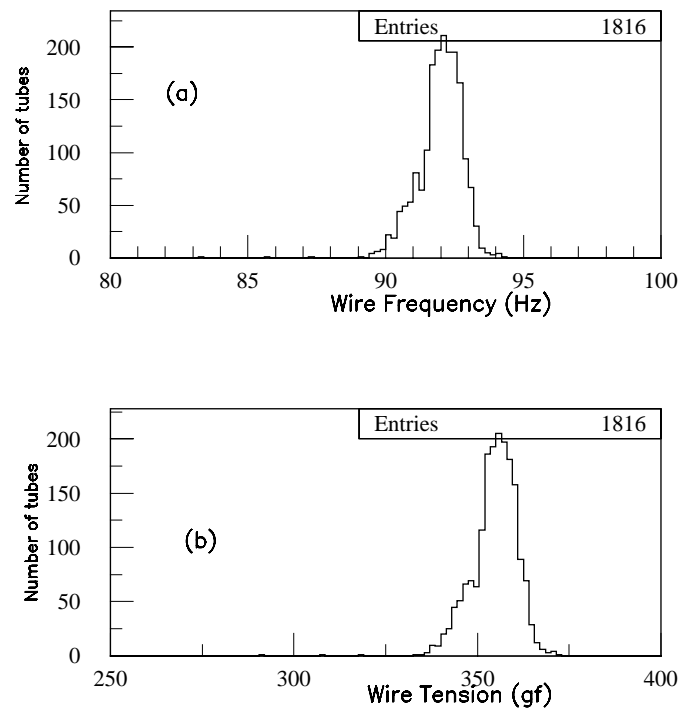 Entries 1816
200
150
100
50
0
Number of tubes
(a)
80 85 90 95 100
Wire Frequency (Hz)
Entries 1816
200
150
100
50
0
Number of tubes
(b)
250 300 350 400
Wire Tension (gf)